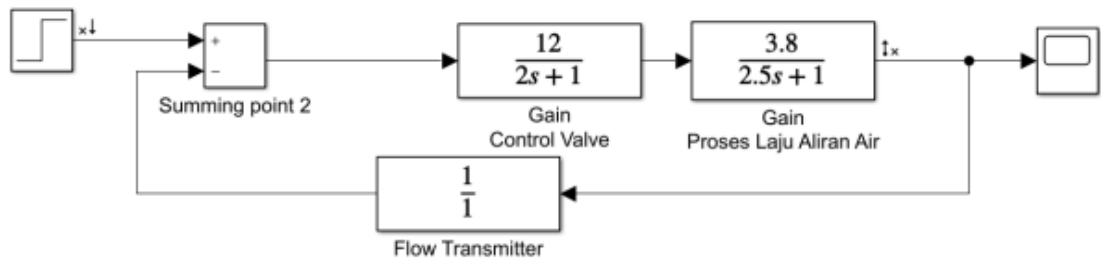 +
−
Summing point 2
12
2s + 1
Gain
Control Valve
3.8
2.5s + 1
Gain
Proses Laju Aliran Air
1
1
Flow Transmitter